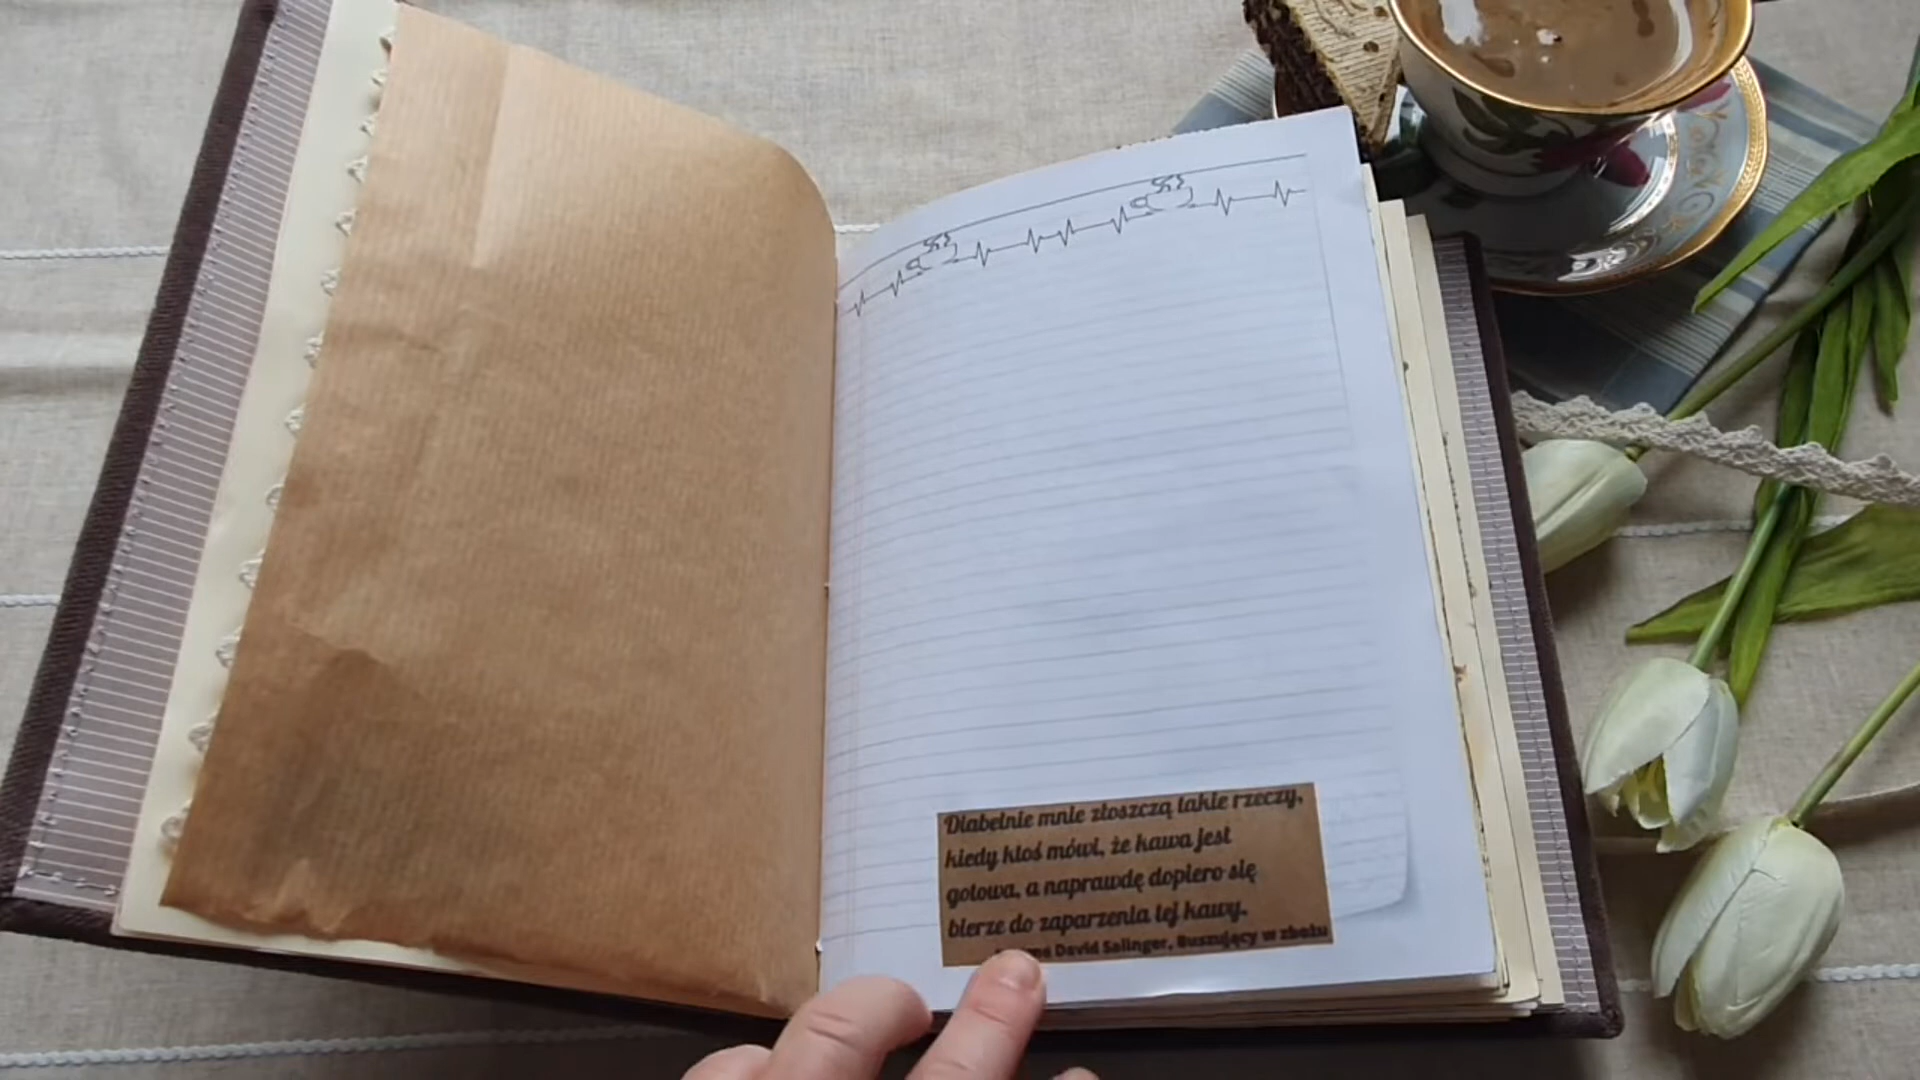 Diabelnie mnie złoszczą takie rzeczy,
kiedy ktoś mówi, że kawa jest
gotowa, a naprawdę dopiero się
bierze do zaparzenia tej kawy.
David Salinger, Buszujący w zbożu